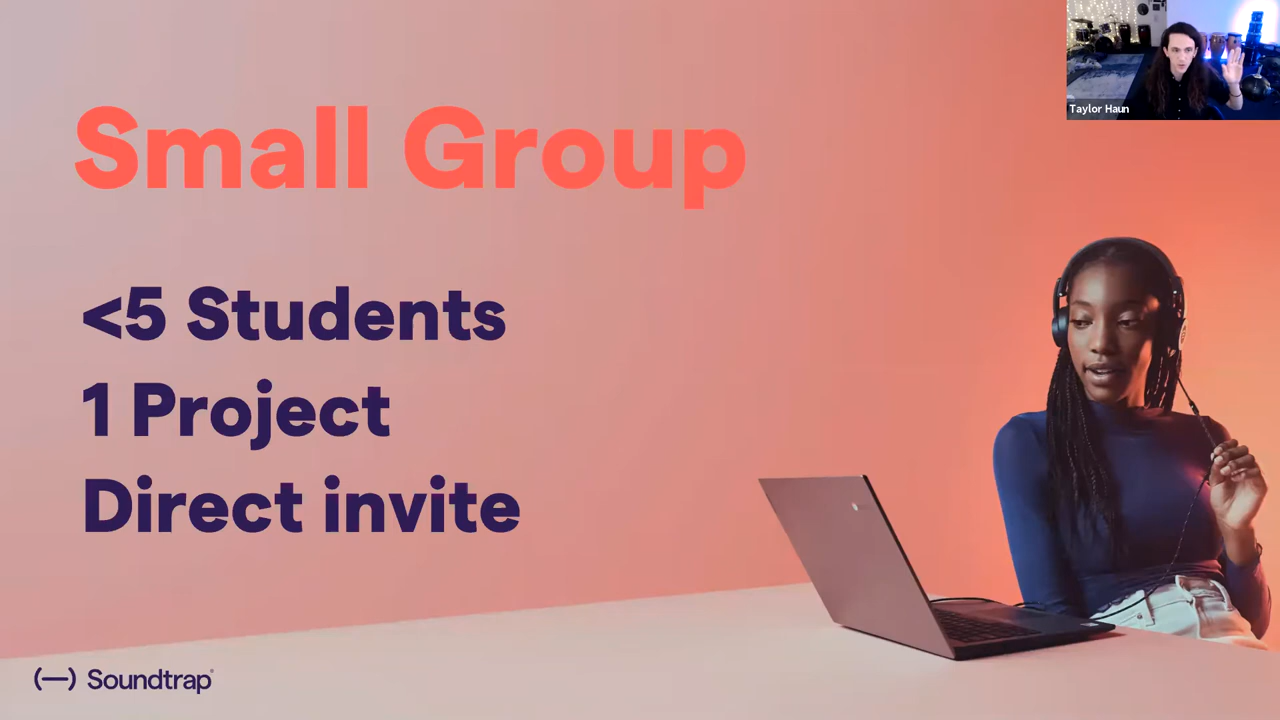 Taylor Haun
Small Group
<5 Students
1 Project
Direct invite
(—) Soundtrap®